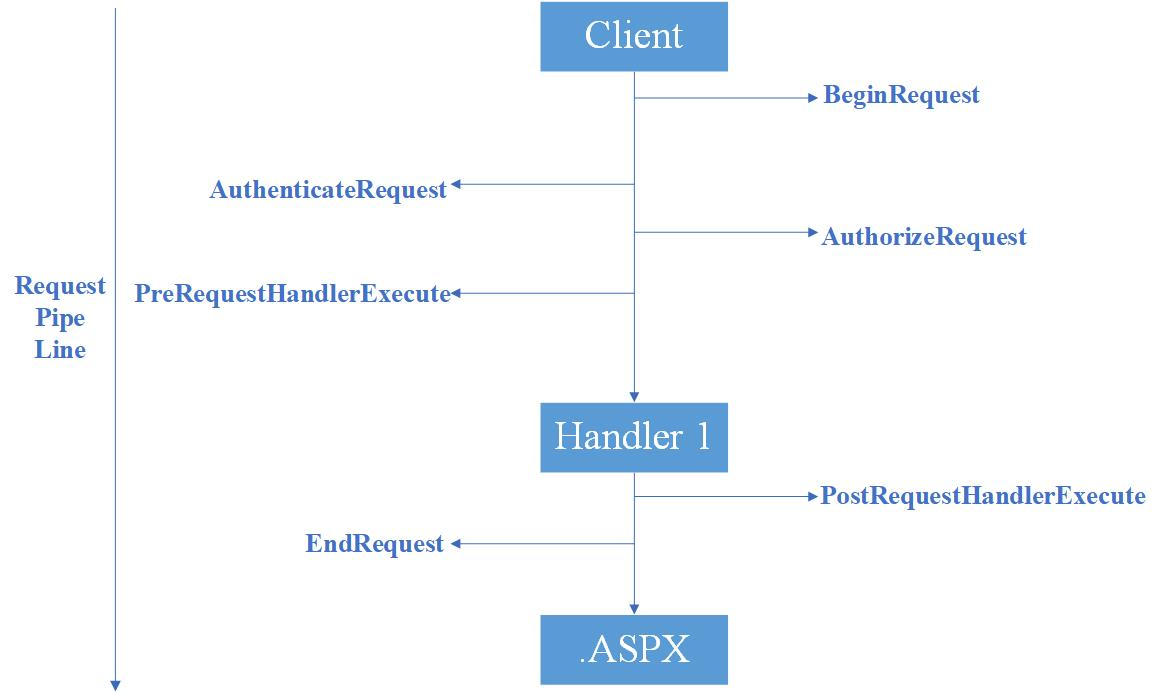 Client
BeginRequest
AuthenticateRequest
AuthorizeRequest
Request
Pipe
Line
PreRequestHandlerExecute
Handler 1
PostRequestHandlerExecute
EndRequest
.ASPX